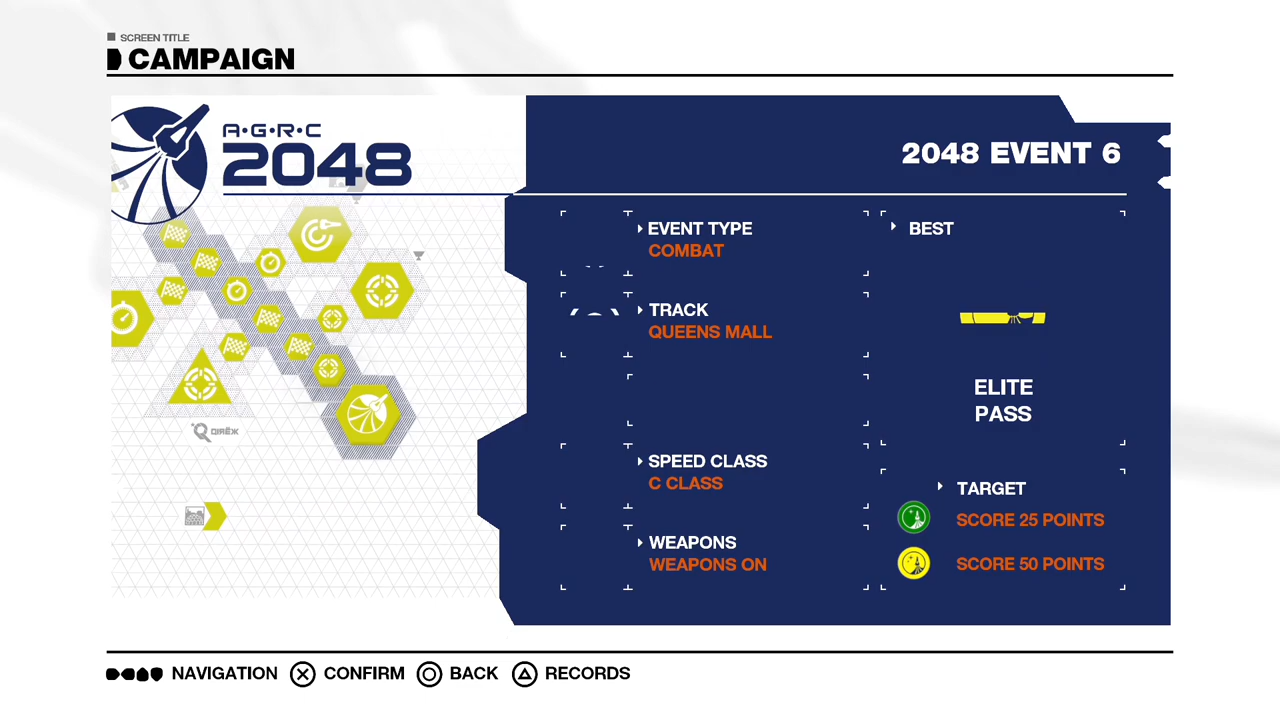 SCREEN TITLE
CAMPAIGN
A•G•R•C
2048
2048 EVENT 6
EVENT TYPE
COMBAT
TRACK
QUEENS MALL
SPEED CLASS
C CLASS
WEAPONS
WEAPONS ON
BEST
ELITE
PASS
TARGET
SCORE 25 POINTS
SCORE 50 POINTS
QIREX
NAVIGATION
CONFIRM
BACK
RECORDS